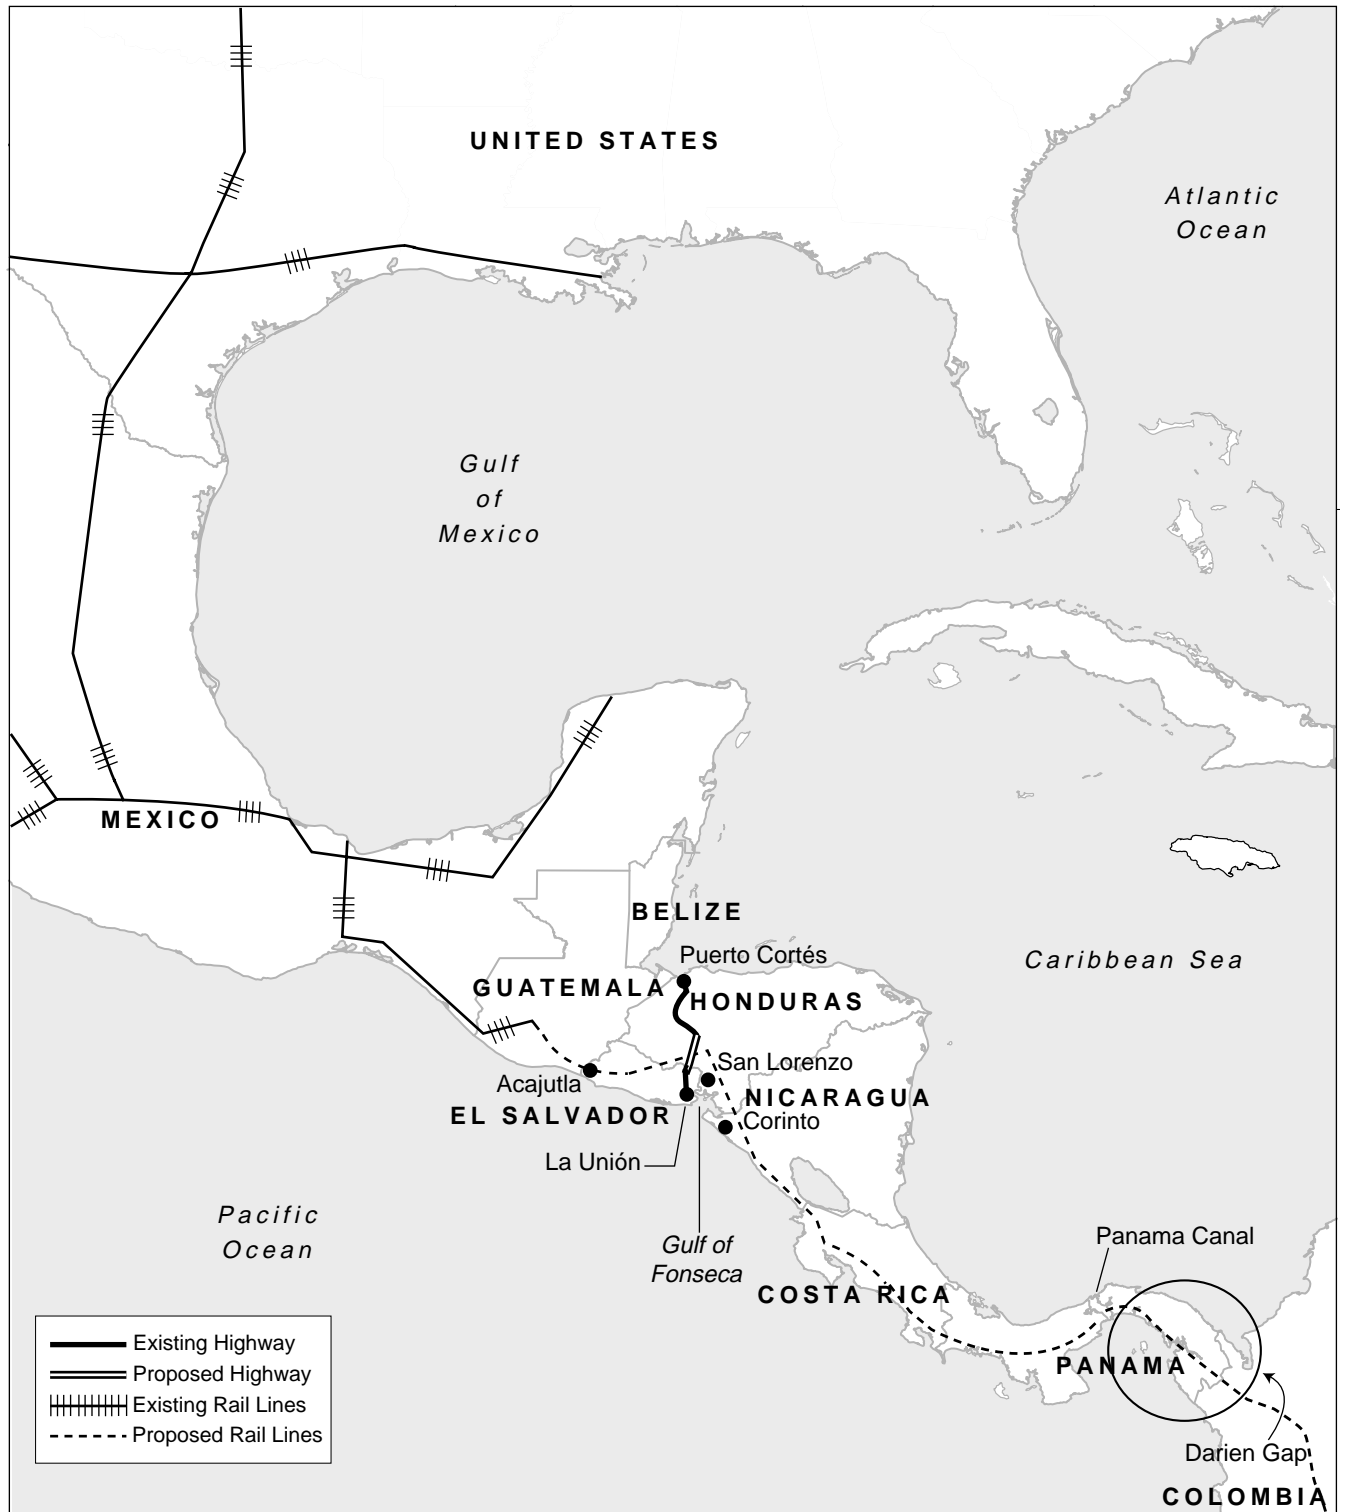 UNITED STATES
Atlantic
Ocean
Gulf
of
Mexico
MEXICO
BELIZE
Puerto Cortés
Caribbean Sea
GUATEMALA
HONDURAS
San Lorenzo
Acajutla
NICARAGUA
EL SALVADOR
Corinto
La Unión
Pacific
Ocean
Gulf of
Fonseca
Panama Canal
COSTA RICA
PANAMA
Existing Highway
Proposed Highway
Existing Rail Lines
Proposed Rail Lines
Darien Gap
COLOMBIA